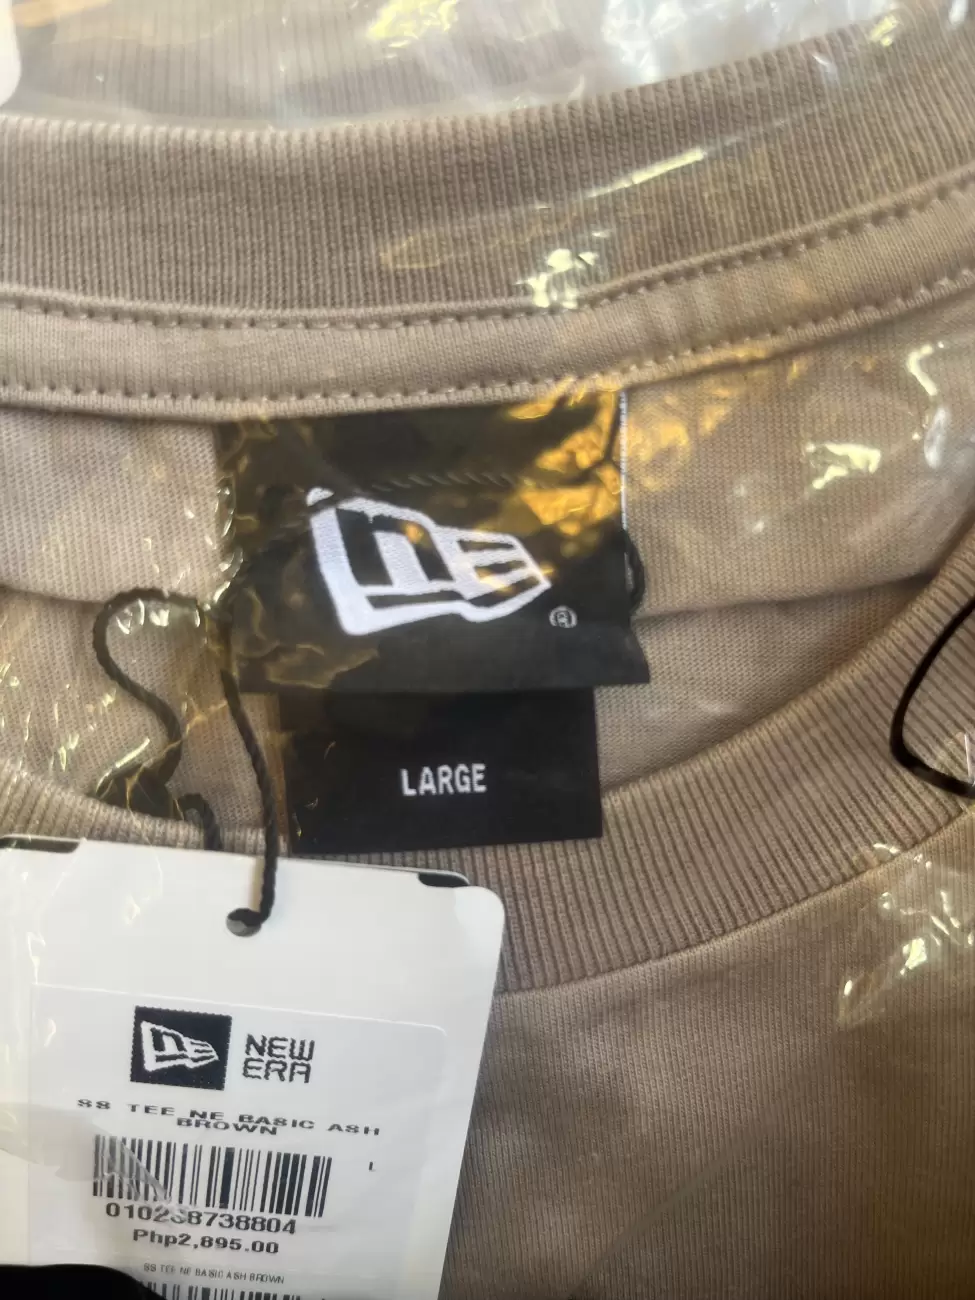 LARGE
NEW
ERA
SS TEE NE BASIC ASH
BROWN
L
Php2,895.00
SS TEE NE BASIC ASH BROWN